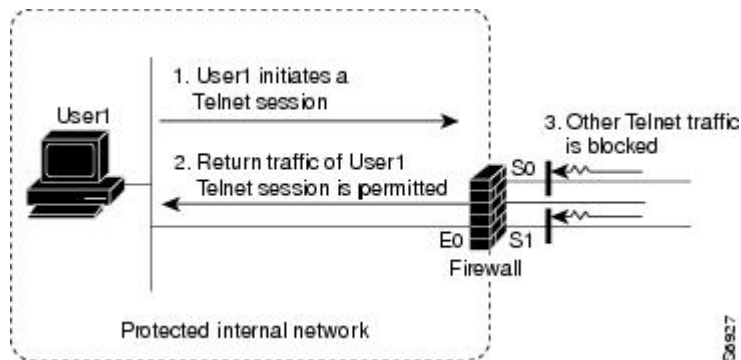 1. User1 initiates a
Telnet session
User1
3. Other Telnet traffic
is blocked
2. Return traffic of User1
Telnet session is permitted
S0
E0
S1
Firewall
Protected internal network
S6927